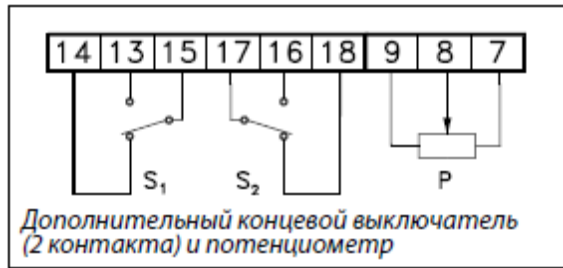 14 13 15 17 16 18 9 8 7
S₁ S₂ P
Дополнительный концевой выключатель
(2 контакта) и потенциометр